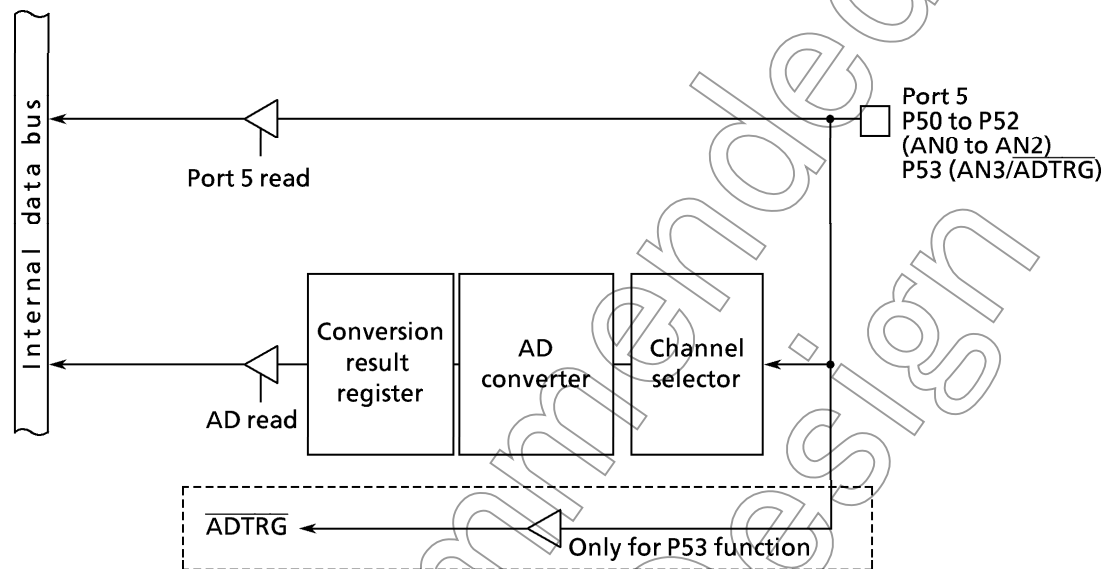 Internal data bus
Port 5
P50 to P52
(AN0 to AN2)
P53 (AN3/ADTRG)
Port 5 read
Conversion
result
register
AD
converter
Channel
selector
AD read
ADTRG
Only for P53 function